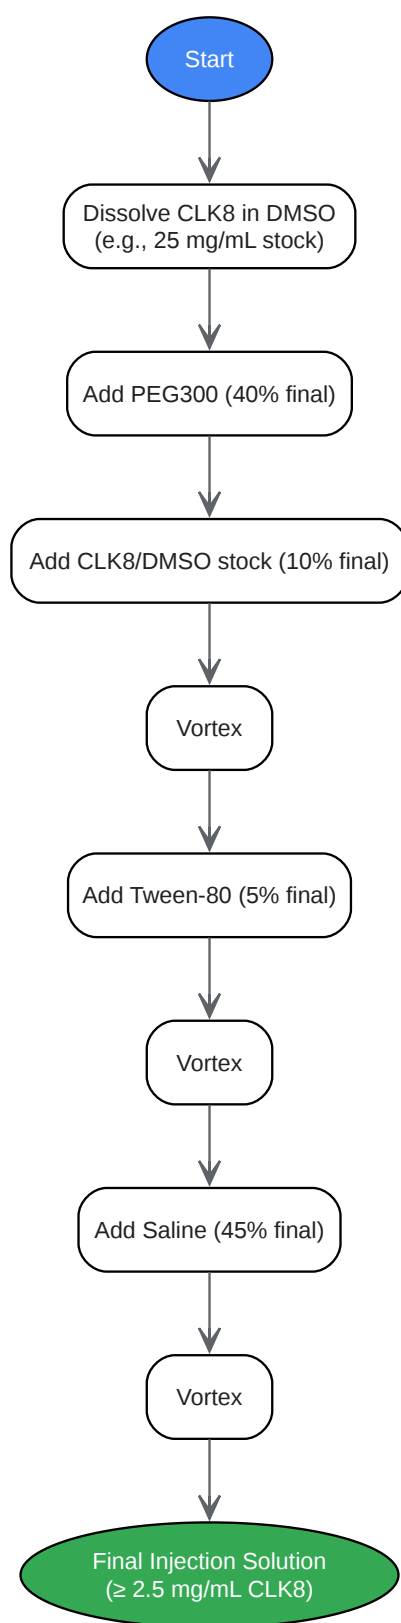 Start
Dissolve CLK8 in DMSO
(e.g., 25 mg/mL stock)
Add PEG300 (40% final)
Add CLK8/DMSO stock (10% final)
Vortex
Add Tween-80 (5% final)
Vortex
Add Saline (45% final)
Vortex
Final Injection Solution
(≥ 2.5 mg/mL CLK8)